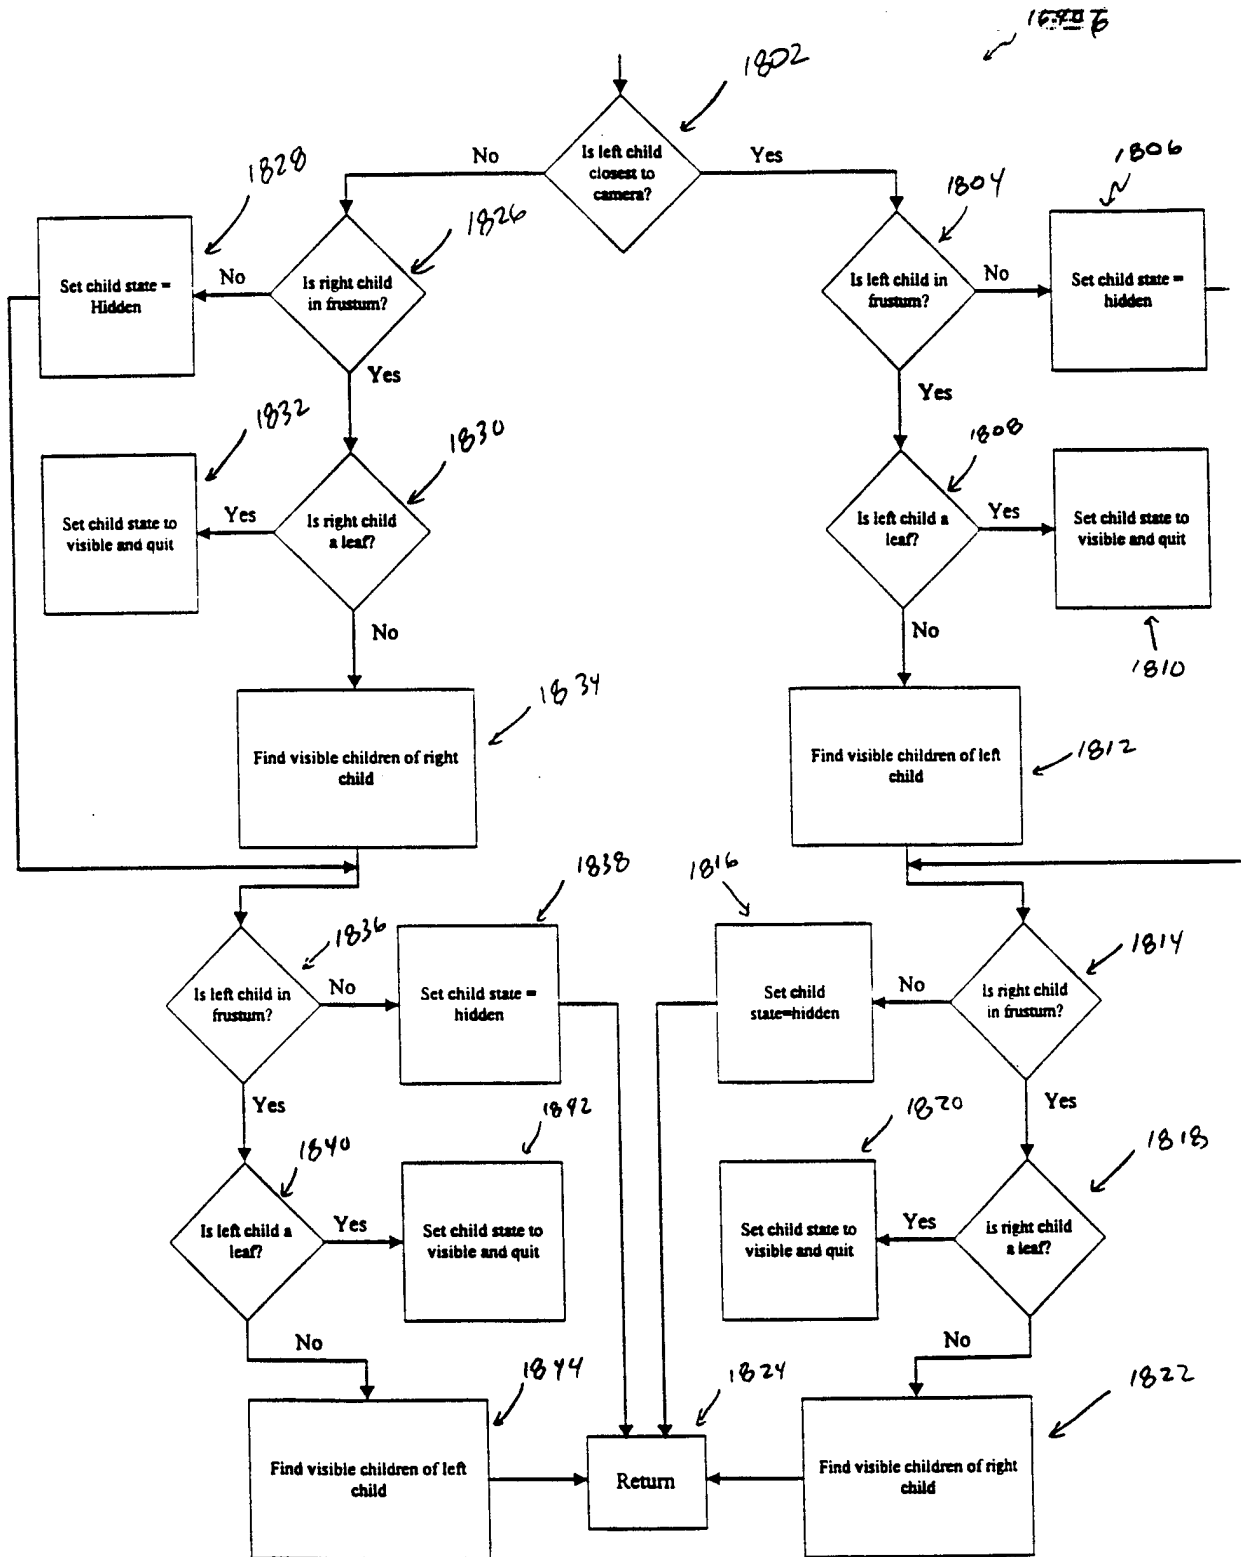 1802
Is left child
closest to
camera?
No
Yes
1828
1826
1804
1806
Set child state =
Hidden
No
Is right child
in frustum?
Is left child in
frustum?
No
Set child state =
hidden
Yes
Yes
1832
1830
1808
Set child state to
visible and quit
Yes
Is right child
a leaf?
Is left child a
leaf?
Yes
Set child state to
visible and quit
No
No
1810
1834
Find visible children of right
child
Find visible children of left
child
1812
1838
1816
1836
1814
Is left child in
frustum?
No
Set child state =
hidden
Set child
state=hidden
No
Is right child
in frustum?
Yes
Yes
1842
1820
1840
1818
Is left child a
leaf?
Yes
Set child state to
visible and quit
Set child state to
visible and quit
Yes
is right child
a leaf?
No
No
1844
1824
1822
Find visible children of left
child
Return
Find visible children of right
child